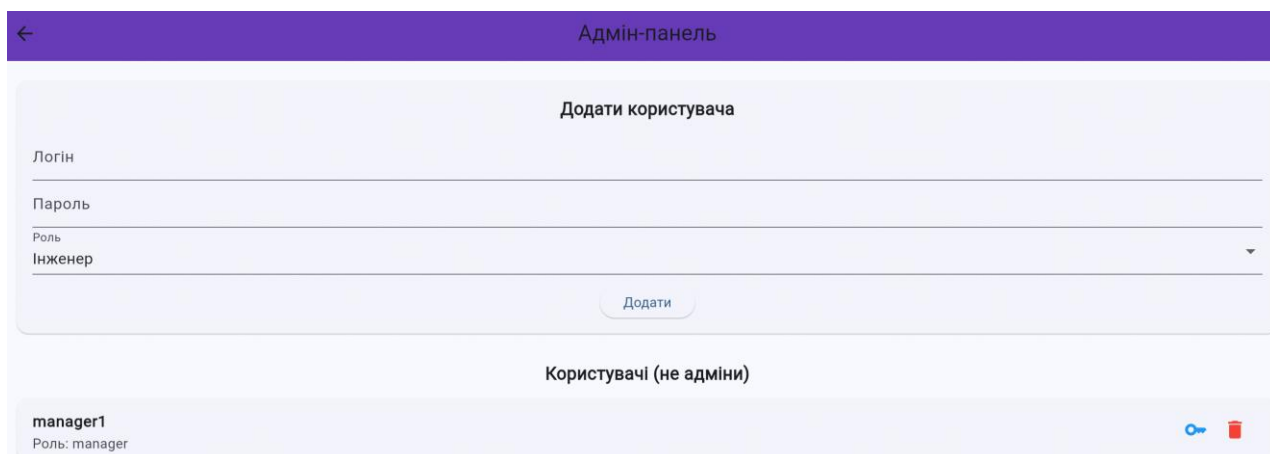 Адмін-панель
Додати користувача
Логін
Пароль
Роль
Інженер
Додати
Користувачі (не адміни)
manager1
Роль: manager